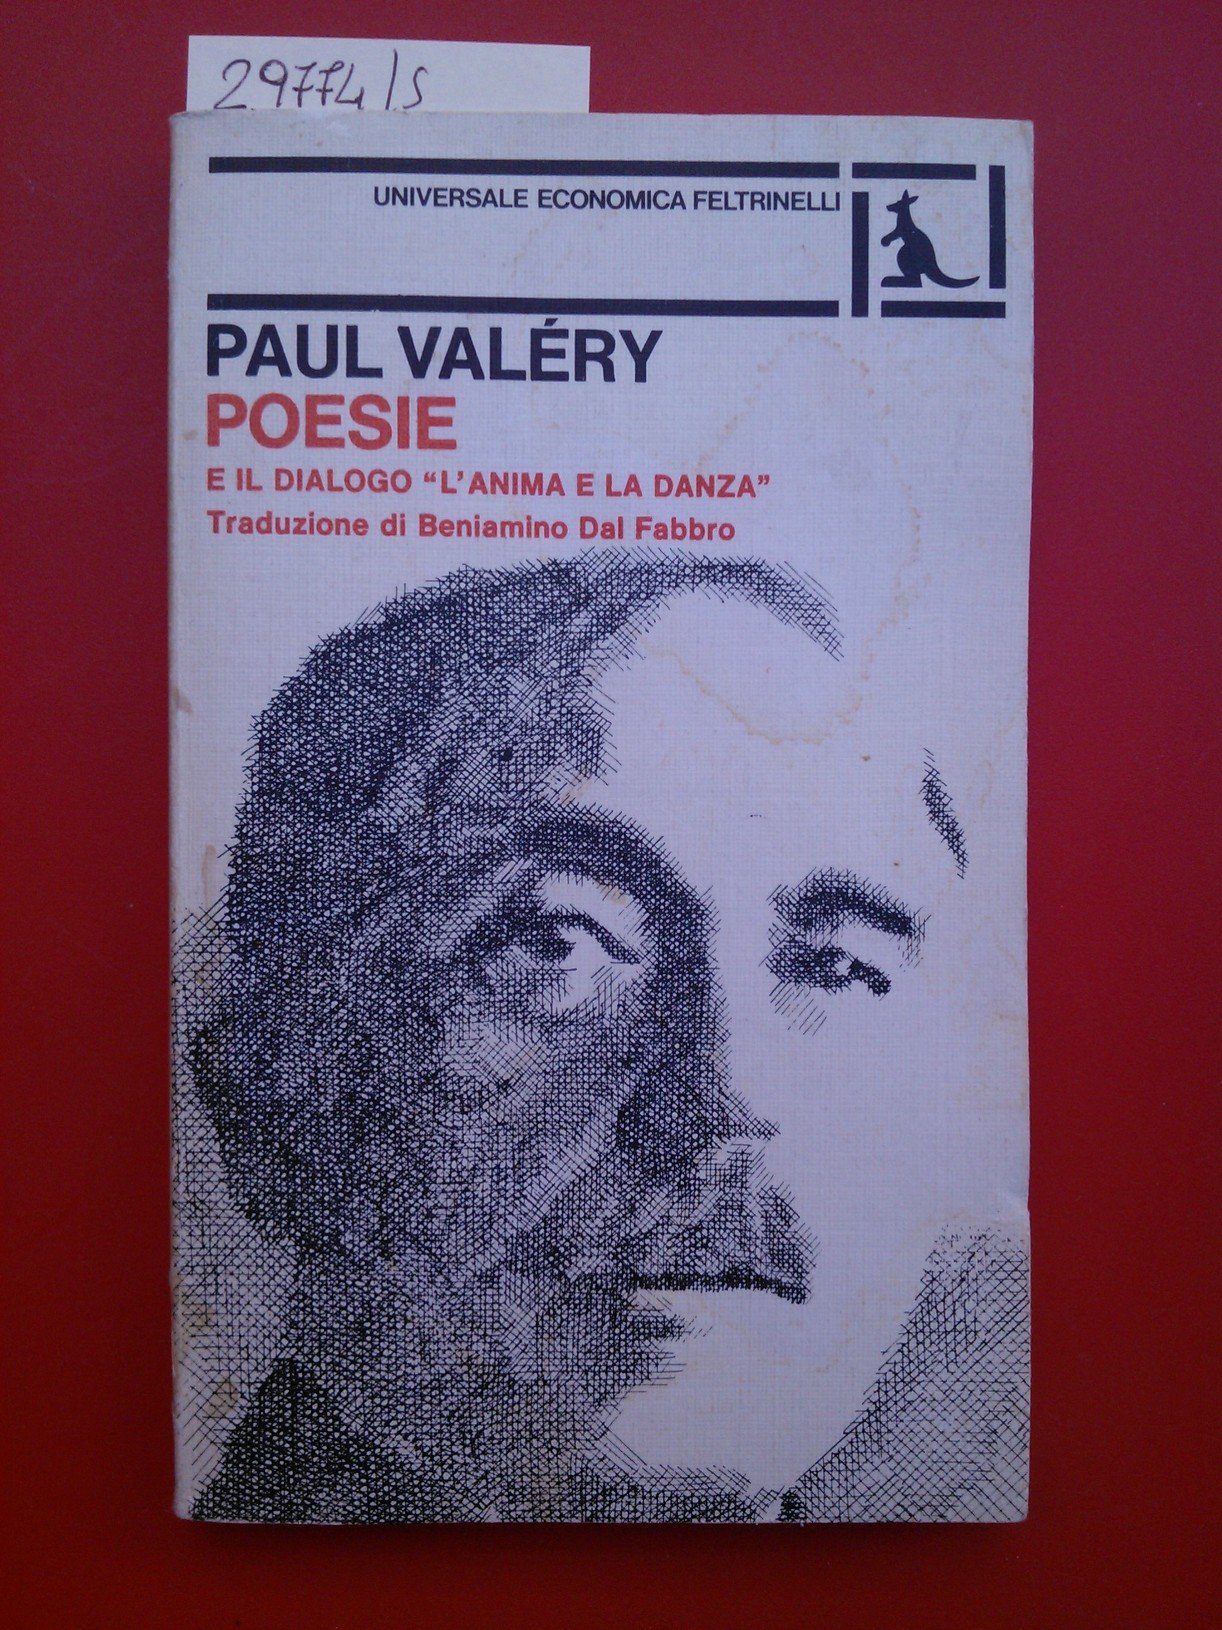 29774/S
UNIVERSALE ECONOMICA FELTRINELLI
PAUL VALÉRY
POESIE
E IL DIALOGO “L’ANIMA E LA DANZA”
Traduzione di Beniamino Dal Fabbro